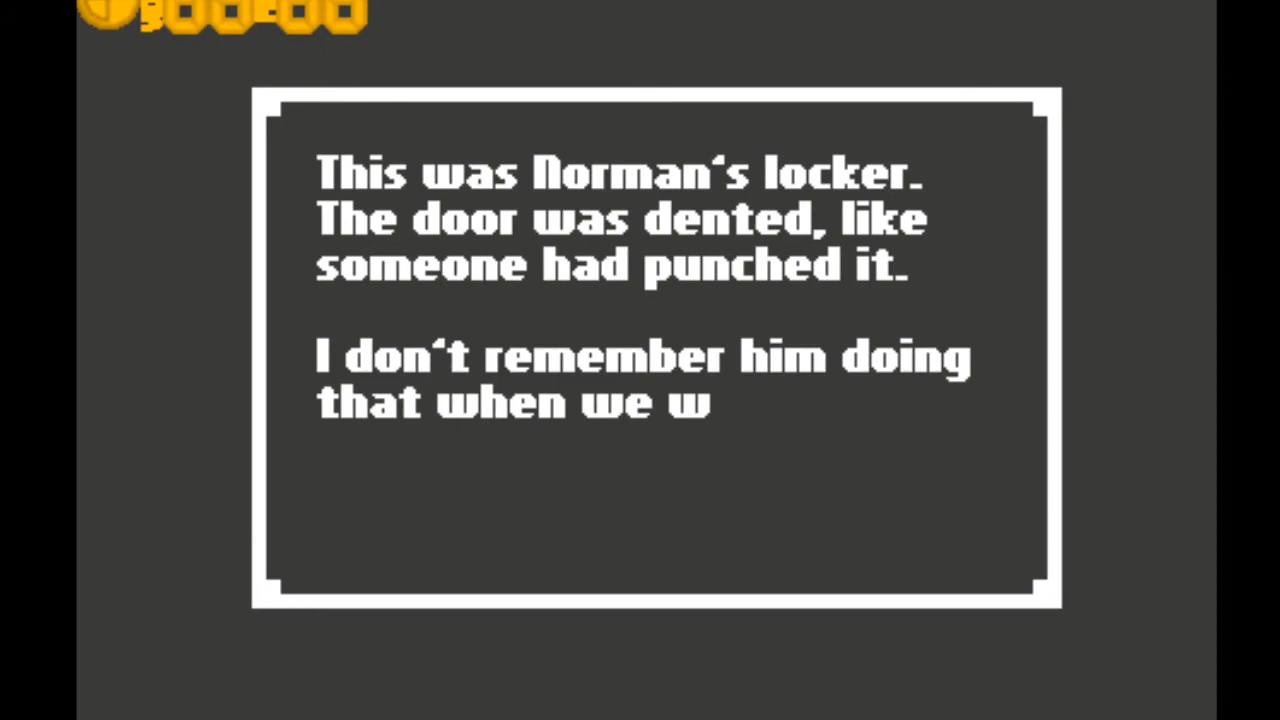 This was Norman's locker.
The door was dented, like
someone had punched it.
I don't remember him doing
that when we w